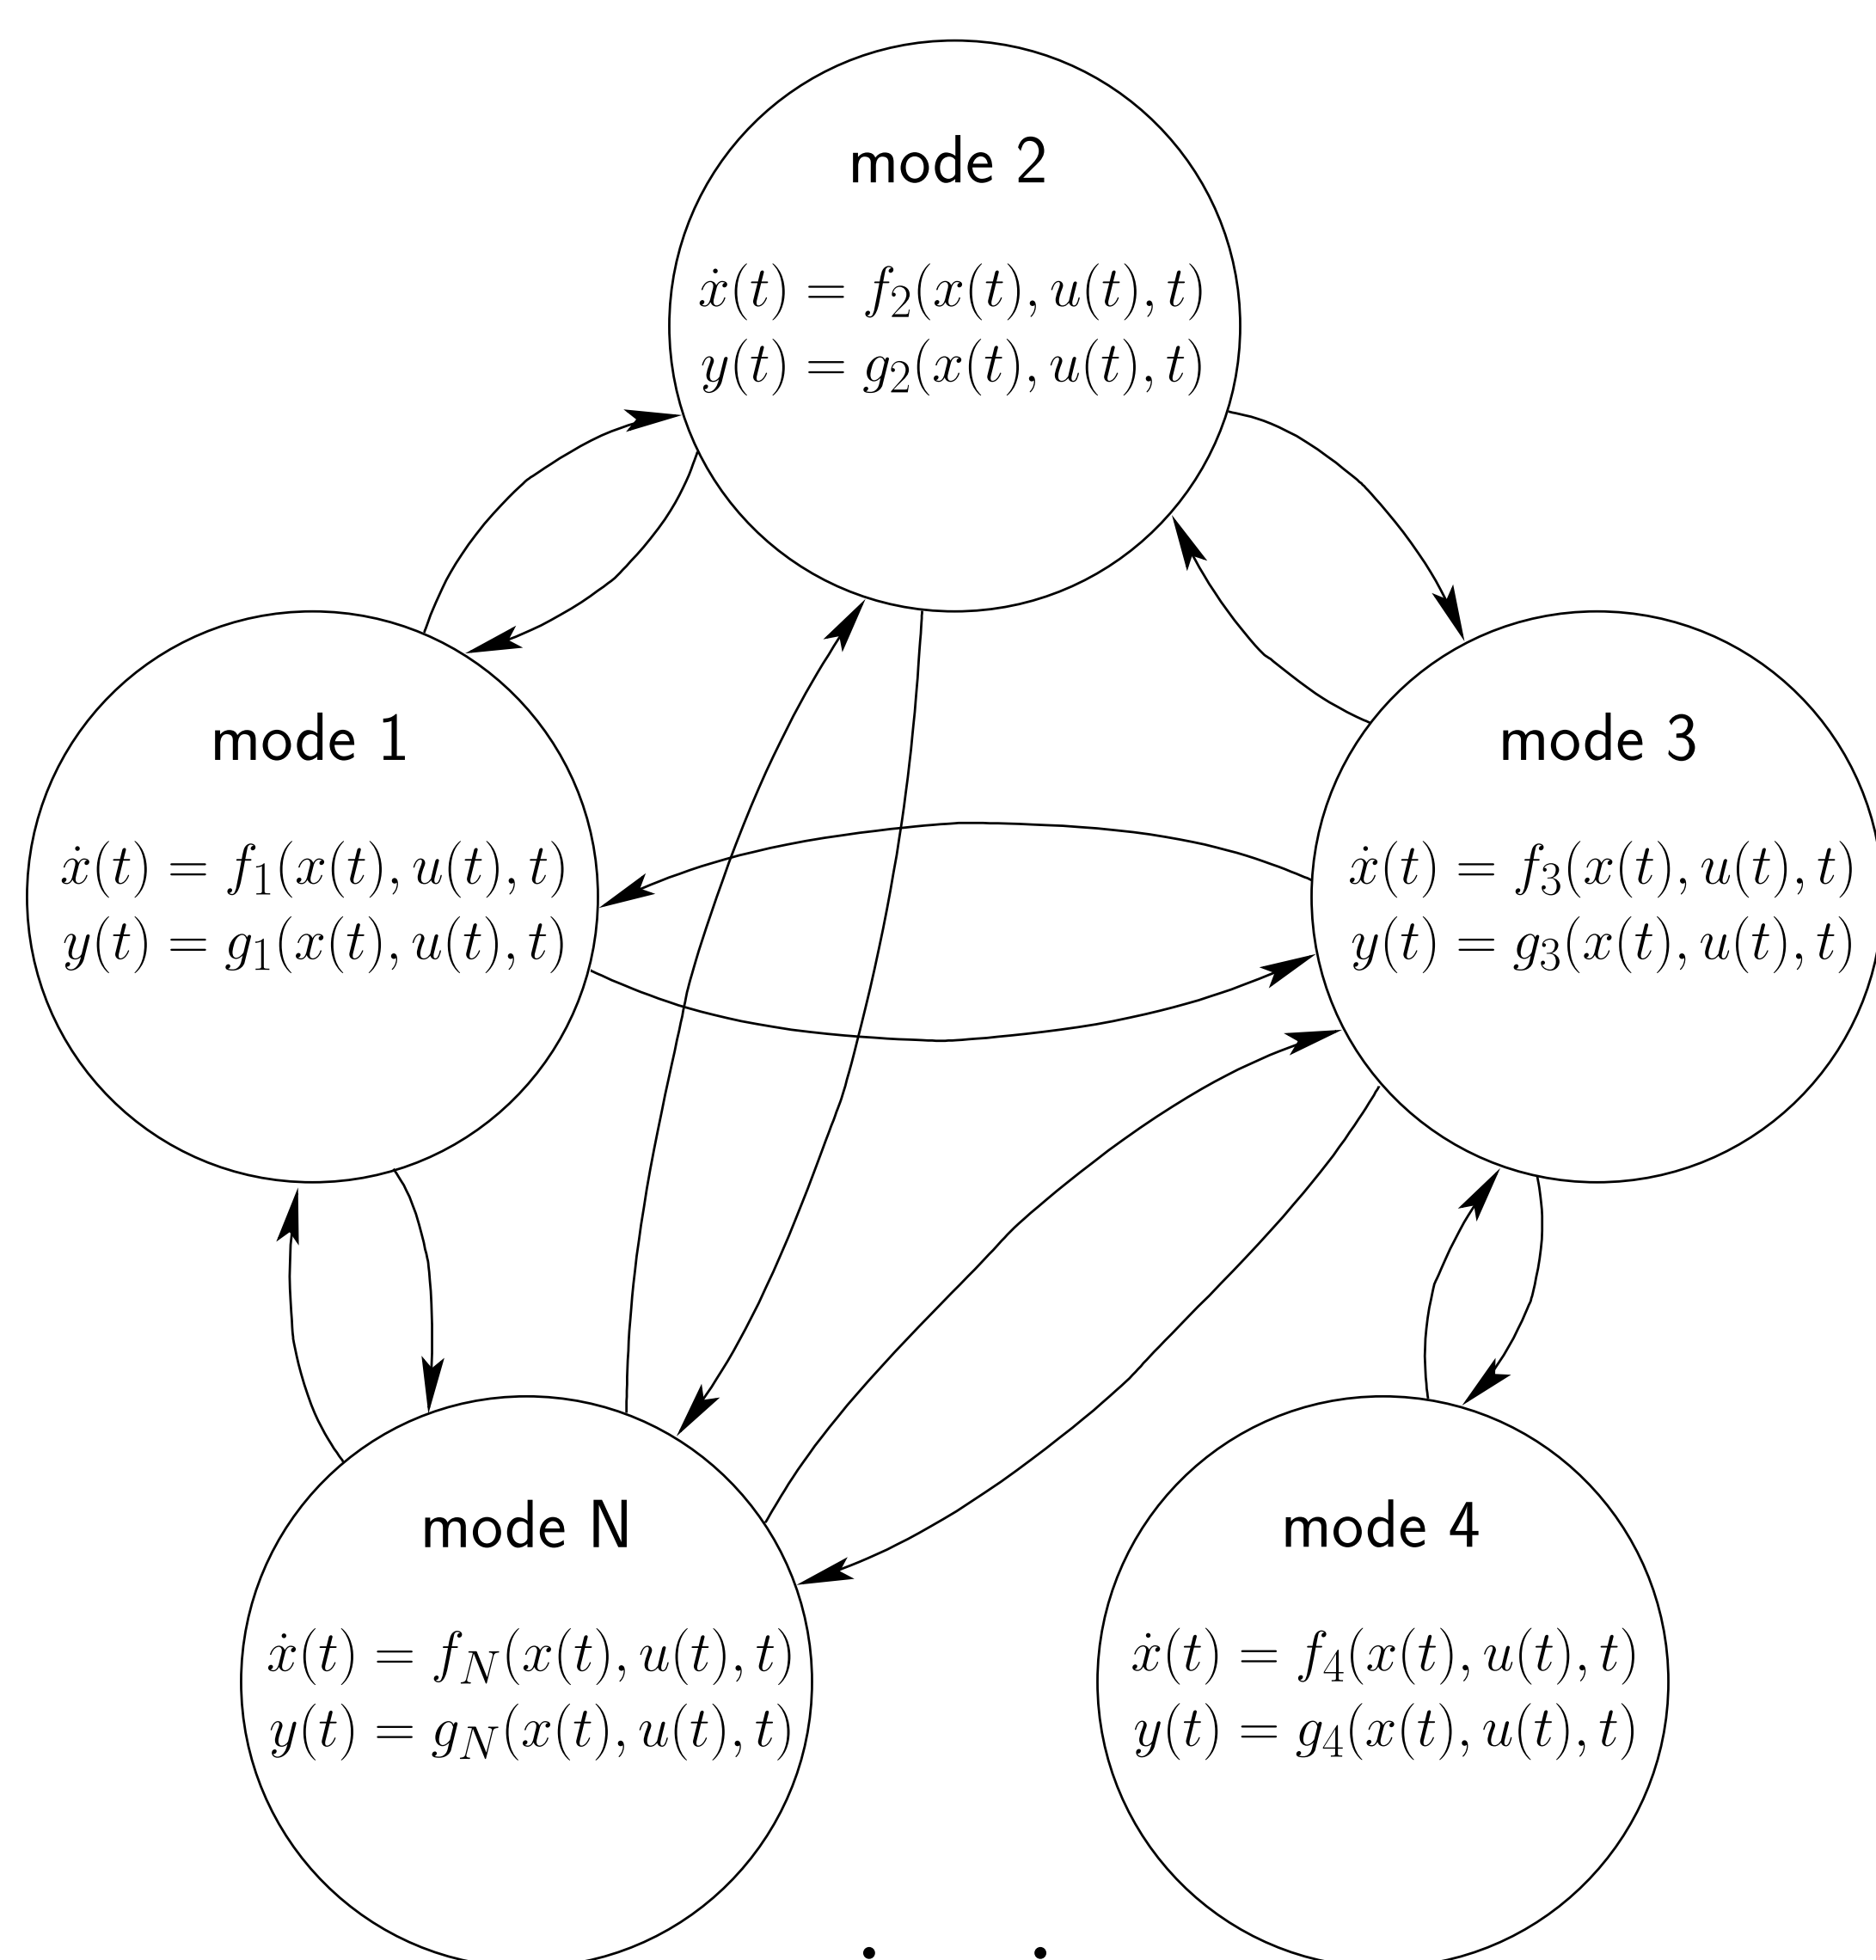 mode 2
ẋ(t) = f₂(x(t), u(t), t)
y(t) = g₂(x(t), u(t), t)
mode 1
ẋ(t) = f₁(x(t), u(t), t)
y(t) = g₁(x(t), u(t), t)
mode 3
ẋ(t) = f₃(x(t), u(t), t)
y(t) = g₃(x(t), u(t), t)
mode N
ẋ(t) = f_N(x(t), u(t), t)
y(t) = g_N(x(t), u(t), t)
mode 4
ẋ(t) = f₄(x(t), u(t), t)
y(t) = g₄(x(t), u(t), t)